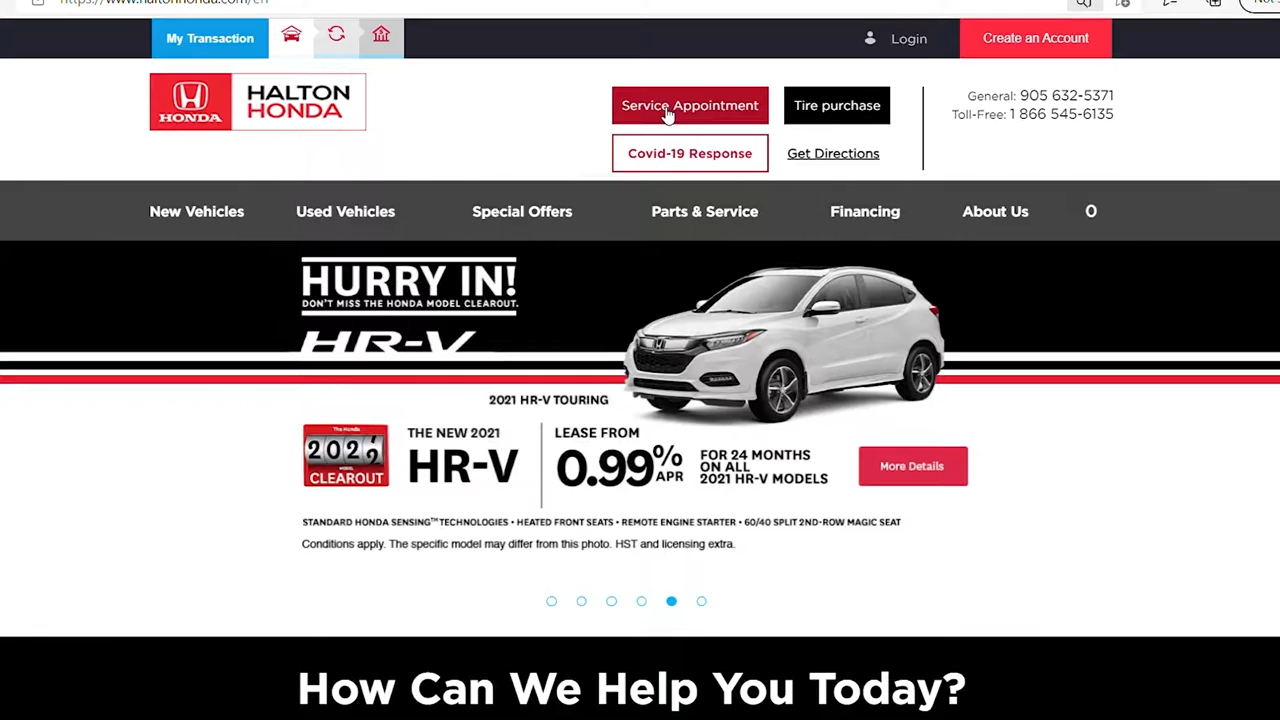 My Transaction
Login
Create an Account
HONDA
HALTON
HONDA
Service Appointment
Tire purchase
General: 905 632-5371
Toll-Free: 1 866 545-6135
Covid-19 Response
Get Directions
New Vehicles
Used Vehicles
Special Offers
Parts & Service
Financing
About Us
0
HURRY IN!
DON'T MISS THE HONDA MODEL CLEAROUT.
HR-V
2021 HR-V TOURING
The Honda
MODEL
CLEAROUT
THE NEW 2021
HR-V
LEASE FROM
0.99% APR
FOR 24 MONTHS
ON ALL
2021 HR-V MODELS
More Details
STANDARD HONDA SENSING™ TECHNOLOGIES • HEATED FRONT SEATS • REMOTE ENGINE STARTER • 60/40 SPLIT 2ND-ROW MAGIC SEAT
Conditions apply. The specific model may differ from this photo. HST and licensing extra.
How Can We Help You Today?